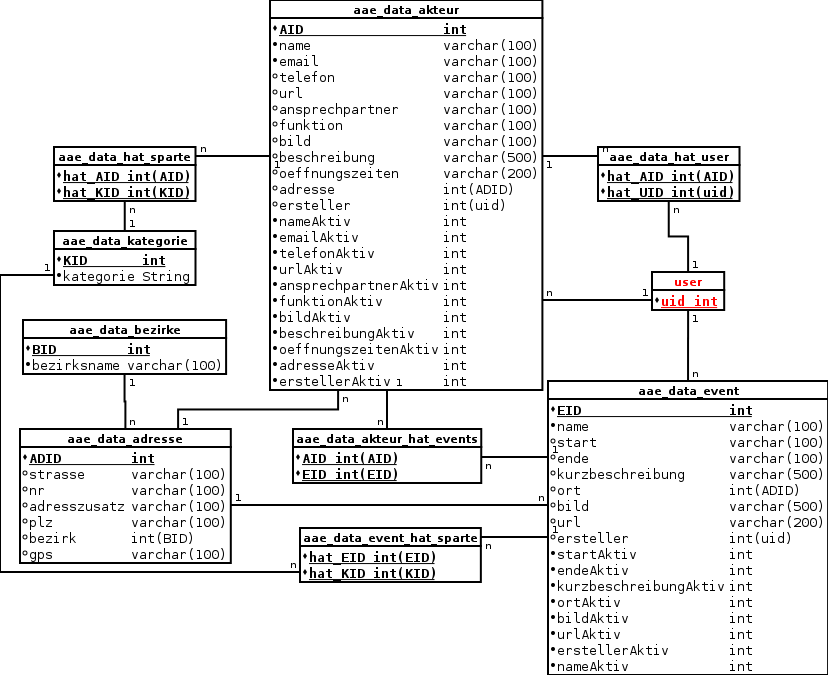 aae_data_akteur
AID int
name varchar(100)
email varchar(100)
telefon varchar(100)
url varchar(100)
ansprechpartner varchar(100)
funktion varchar(100)
bild varchar(100)
beschreibung varchar(500)
oeffnungszeiten varchar(200)
adresse int(ADID)
ersteller int(uid)
nameAktiv int
emailAktiv int
telefonAktiv int
urlAktiv int
ansprechpartnerAktiv int
funktionAktiv int
bildAktiv int
beschreibungAktiv int
oeffnungszeitenAktiv int
adresseAktiv int
erstellerAktiv 1 int
n
1
aae_data_hat_sparte
hat_AID int(AID)
hat_KID int(KID)
n
1
aae_data_kategorie
KID int
kategorie String
1
n
1
aae_data_hat_user
hat_AID int(AID)
hat_UID int(uid)
n
1
user
uid int
n
1
1
n
aae_data_bezirke
BID int
bezirksname varchar(100)
1
n
n
1
aae_data_adresse
ADID int
strasse varchar(100)
nr varchar(100)
adresszusatz varchar(100)
plz varchar(100)
bezirk int(BID)
gps varchar(100)
1
n
n
aae_data_akteur_hat_events
AID int(AID)
EID int(EID)
n
1
aae_data_event_hat_sparte
hat_EID int(EID)
hat_KID int(KID)
n
n
1
aae_data_event
EID int
name varchar(100)
start varchar(100)
ende varchar(100)
kurzbeschreibung varchar(500)
ort int(ADID)
bild varchar(500)
url varchar(200)
ersteller int(uid)
startAktiv int
endeAktiv int
kurzbeschreibungAktiv int
ortAktiv int
bildAktiv int
urlAktiv int
erstellerAktiv int
nameAktiv int